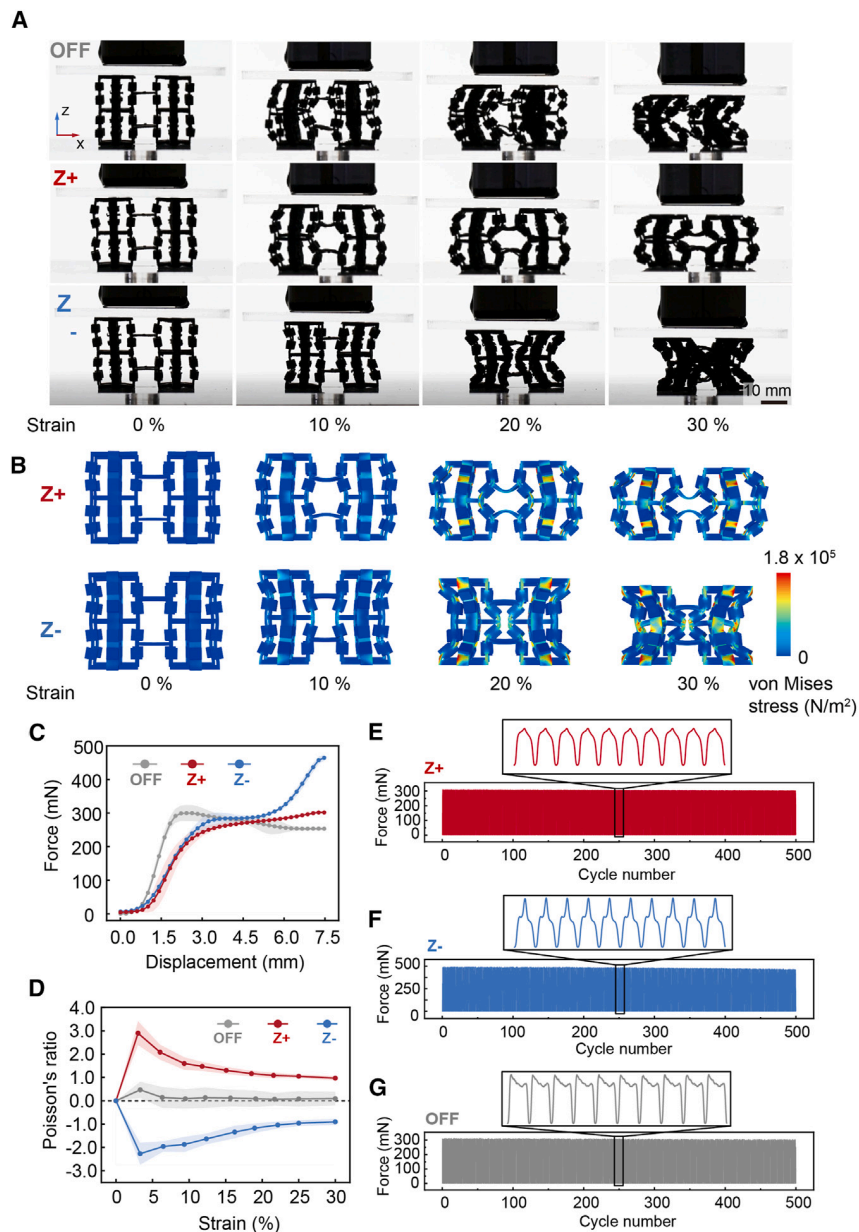 A
OFF
z
x
Z+
Z
-
10 mm
Strain 0 % 10 % 20 % 30 %
B
Z+
1.8 x 10⁵
Z-
0
Strain 0 % 10 % 20 % 30 % von Mises
stress (N/m²)
C
500
400
300
200
100
0
Force (mN)
OFF Z+ Z-
0.0 1.5 3.0 4.5 6.0 7.5
Displacement (mm)
D
4.0
3.0
2.0
1.0
0.0
-1.0
-2.0
-3.0
Poisson's ratio
OFF Z+ Z-
0 5 10 15 20 25 30
Strain (%)
E
Z+
Force (mN)
300
200
100
0
0 100 200 300 400 500
Cycle number
F
Z-
Force (mN)
500
250
0
0 100 200 300 400 500
Cycle number
G
OFF
Force (mN)
300
200
100
0
0 100 200 300 400 500
Cycle number